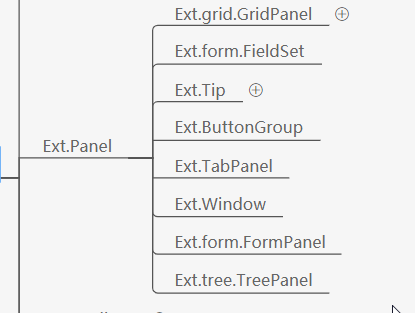 Ext.grid.GridPanel
Ext.form.FieldSet
Ext.Tip
Ext.ButtonGroup
Ext.Panel
Ext.TabPanel
Ext.Window
Ext.form.FormPanel
Ext.tree.TreePanel